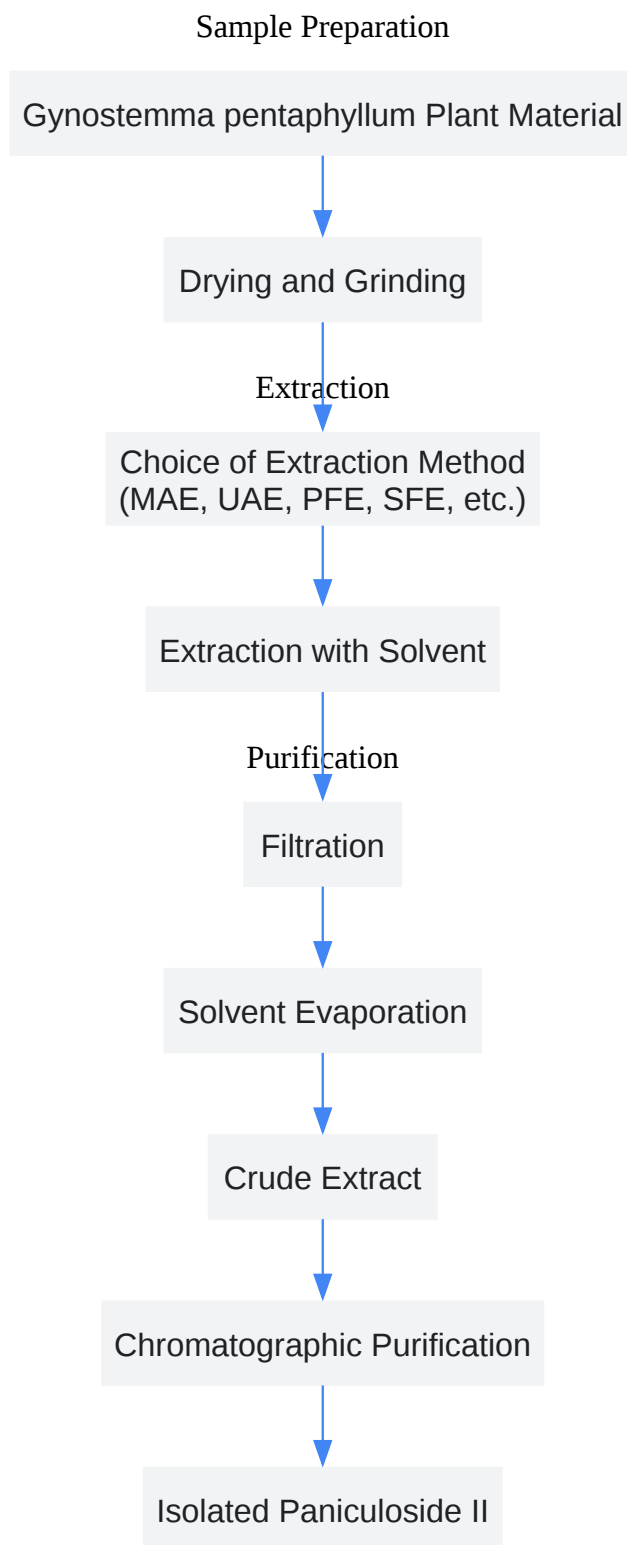 Sample Preparation
Gynostemma pentaphyllum Plant Material
Drying and Grinding
Extraction
Choice of Extraction Method
(MAE, UAE, PFE, SFE, etc.)
Extraction with Solvent
Purification
Filtration
Solvent Evaporation
Crude Extract
Chromatographic Purification
Isolated Paniculoside II